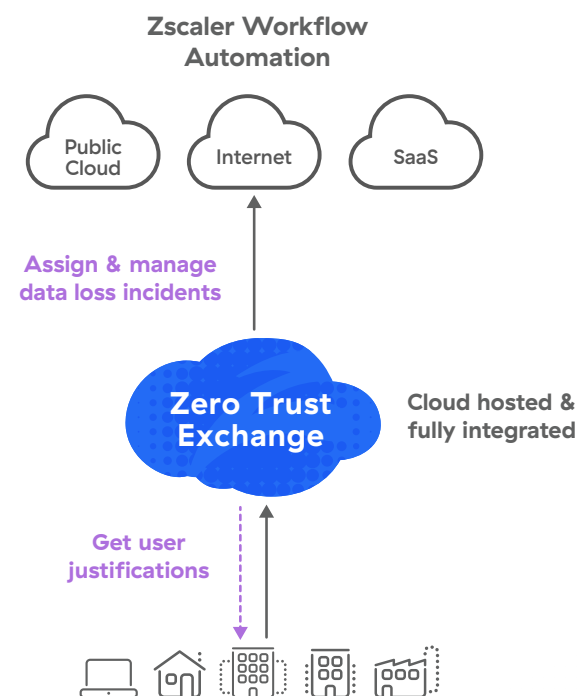 Zscaler Workflow
Automation
Public
Cloud
Internet
SaaS
Assign & manage
data loss incidents
Zero Trust
Exchange
Cloud hosted &
fully integrated
Get user
justifications